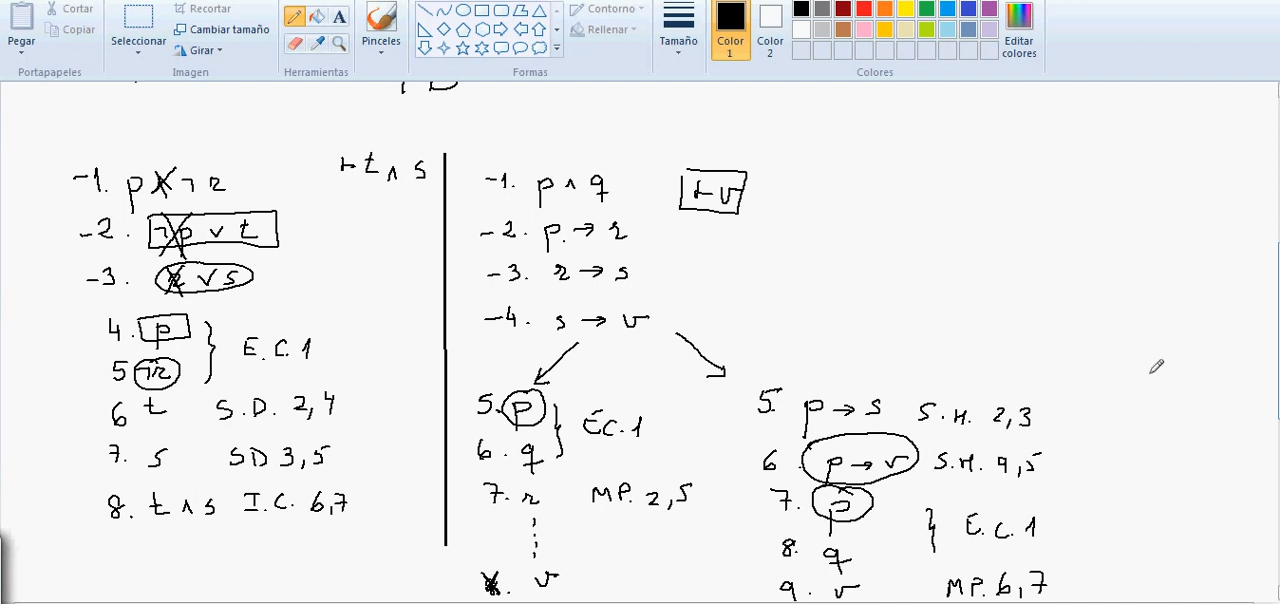 Cortar
Copiar
Pegar
Portapapeles
Seleccionar
Recortar
Cambiar tamaño
Girar
Imagen
A
Herramientas
Pinceles
Contorno
Rellenar
Formas
Tamaño
Color 1
Color 2
Editar colores
Colores
⊢ t ∧ s
-1. p ∧ ¬ r
-2. ¬p ∨ t
-3. r ∨ s
4. p
5 ¬r
E.C.1
6 t S.D. 2,4
7. s SD 3,5
8. t ∧ s I.C. 6,7
-1. p ∧ q
⊢ v
-2. p → r
-3. r → s
-4. s → v
5. p
6. q
E.C.1
7. r MP. 2,5
v
5. p → s S.H. 2,3
6 p → v S.H. 4,5
7. p
8. q
E.C.1
9. v MP. 6,7